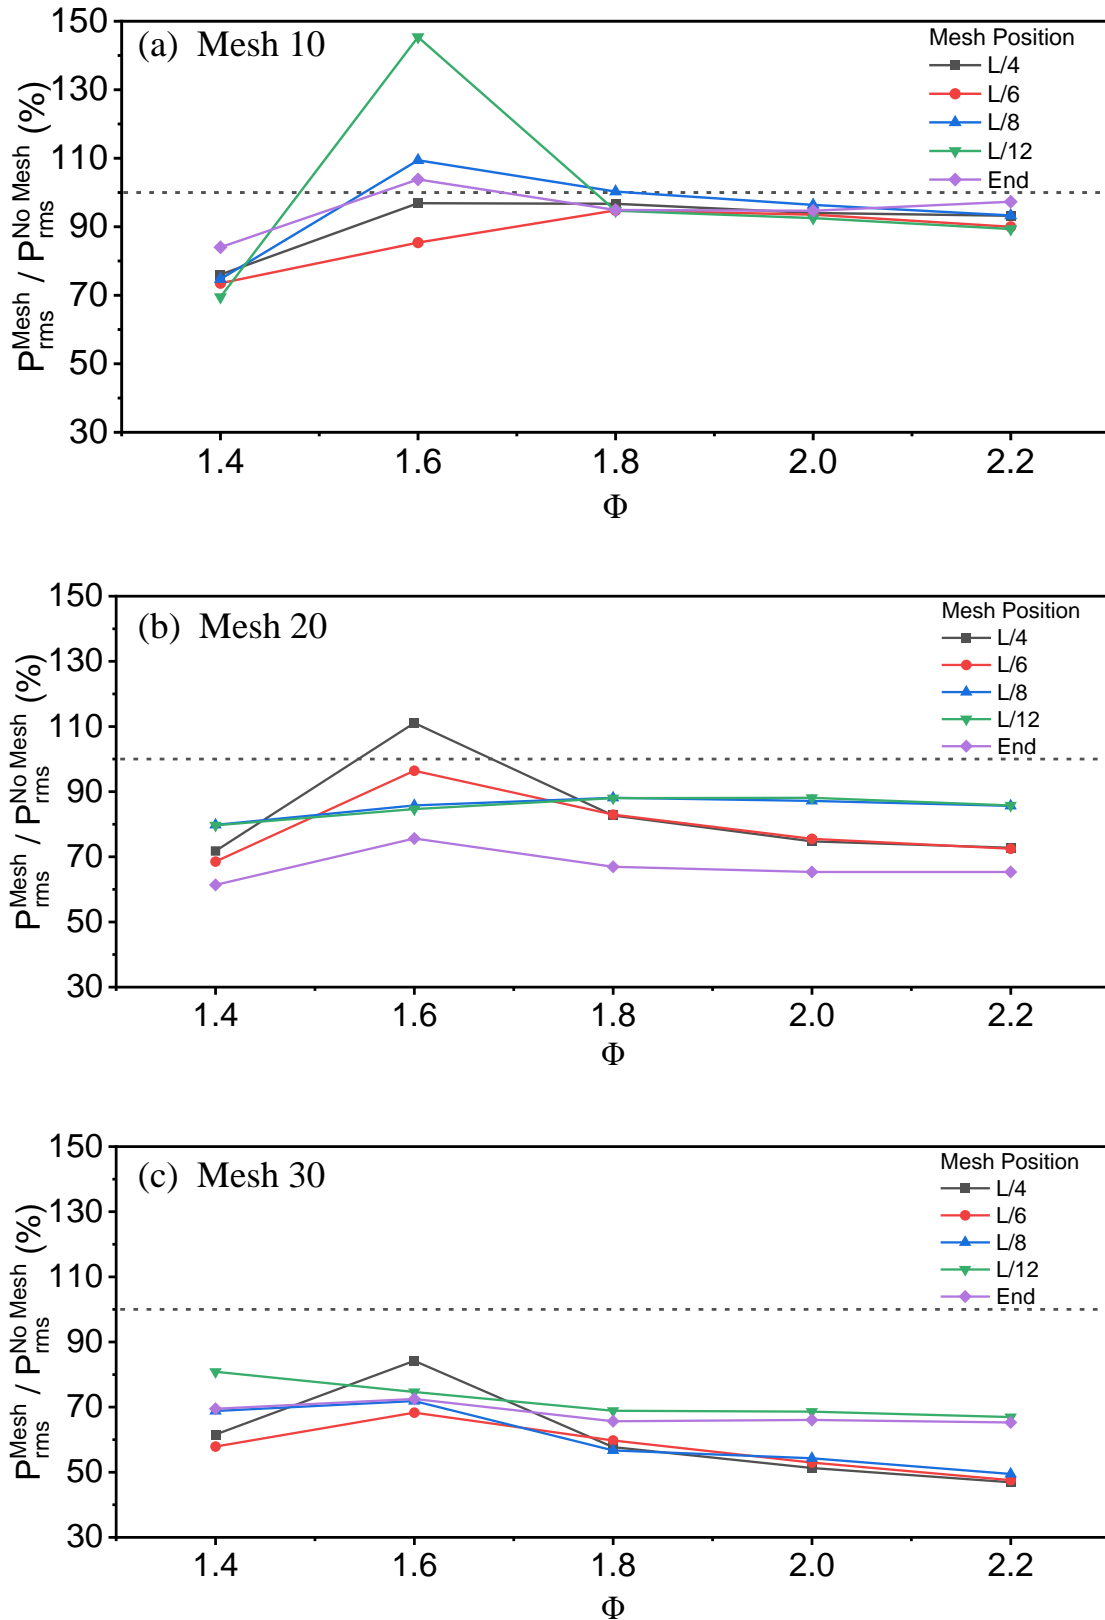 (a) Mesh 10
Mesh Position
L/4
L/6
L/8
L/12
End
P_rms^Mesh / P_rms^No Mesh (%)
150
130
110
90
70
50
30
1.4 1.6 1.8 2.0 2.2
Φ
(b) Mesh 20
Mesh Position
L/4
L/6
L/8
L/12
End
P_rms^Mesh / P_rms^No Mesh (%)
150
130
110
90
70
50
30
1.4 1.6 1.8 2.0 2.2
Φ
(c) Mesh 30
Mesh Position
L/4
L/6
L/8
L/12
End
P_rms^Mesh / P_rms^No Mesh (%)
150
130
110
90
70
50
30
1.4 1.6 1.8 2.0 2.2
Φ